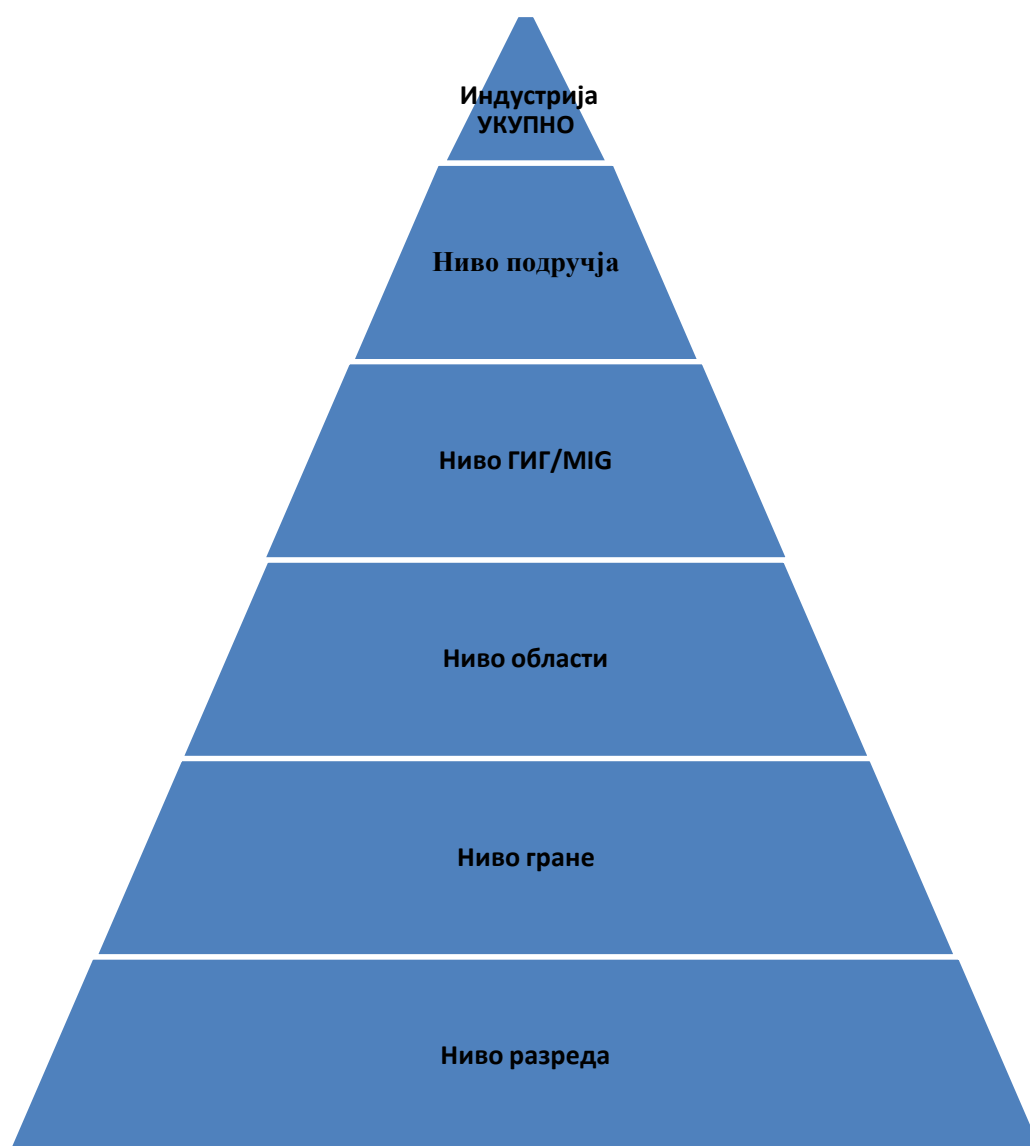 Индустрија
УКУПНО
Ниво подручја
Ниво ГИГ/MIG
Ниво области
Ниво гране
Ниво разреда